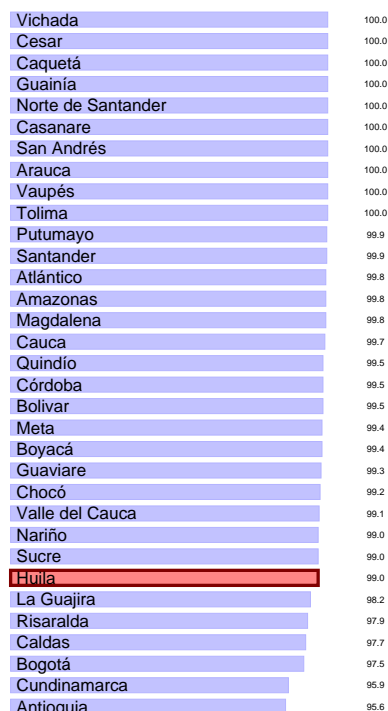 Vichada 100.0
Cesar 100.0
Caquetá 100.0
Guainía 100.0
Norte de Santander 100.0
Casanare 100.0
San Andrés 100.0
Arauca 100.0
Vaupés 100.0
Tolima 100.0
Putumayo 99.9
Santander 99.9
Atlántico 99.8
Amazonas 99.8
Magdalena 99.8
Cauca 99.7
Quindío 99.5
Córdoba 99.5
Bolivar 99.5
Meta 99.4
Boyacá 99.4
Guaviare 99.3
Chocó 99.2
Valle del Cauca 99.1
Nariño 99.0
Sucre 99.0
Huila 99.0
La Guajira 98.2
Risaralda 97.9
Caldas 97.7
Bogotá 97.5
Cundinamarca 95.9
Antioquia 95.6